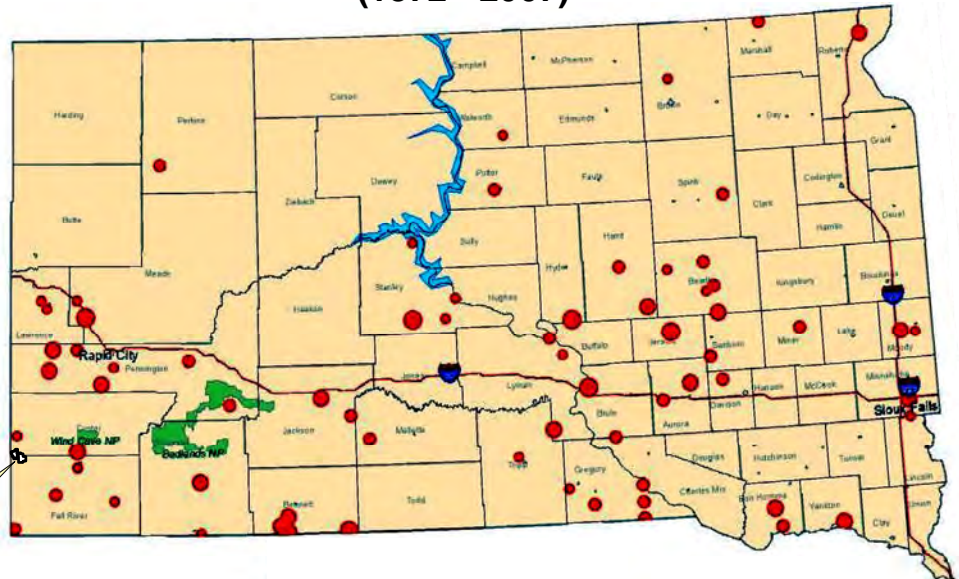 Campbell
McPherson
Marshall
Roberts
Harding
Perkins
Corson
Walworth
Edmunds
Brown
Day
Grant
Butte
Meade
Ziebach
Dewey
Potter
Faulk
Spink
Clark
Codington
Deuel
Hamlin
Stanley
Sully
Hyde
Hand
Beadle
Kingsbury
Brookings
Haakon
Hughes
Lawrence
Rapid City
Pennington
Jones
Lyman
Buffalo
Jerauld
Sanborn
Miner
Lake
Moody
Custer
Wind Cave NP
Badlands NP
Jackson
Mellette
Tripp
Brule
Aurora
Davison
Hanson
McCook
Minnehaha
Sioux Falls
Fall River
Bennett
Todd
Gregory
Charles Mix
Douglas
Hutchinson
Turner
Lincoln
Bon Homme
Yankton
Clay
Union